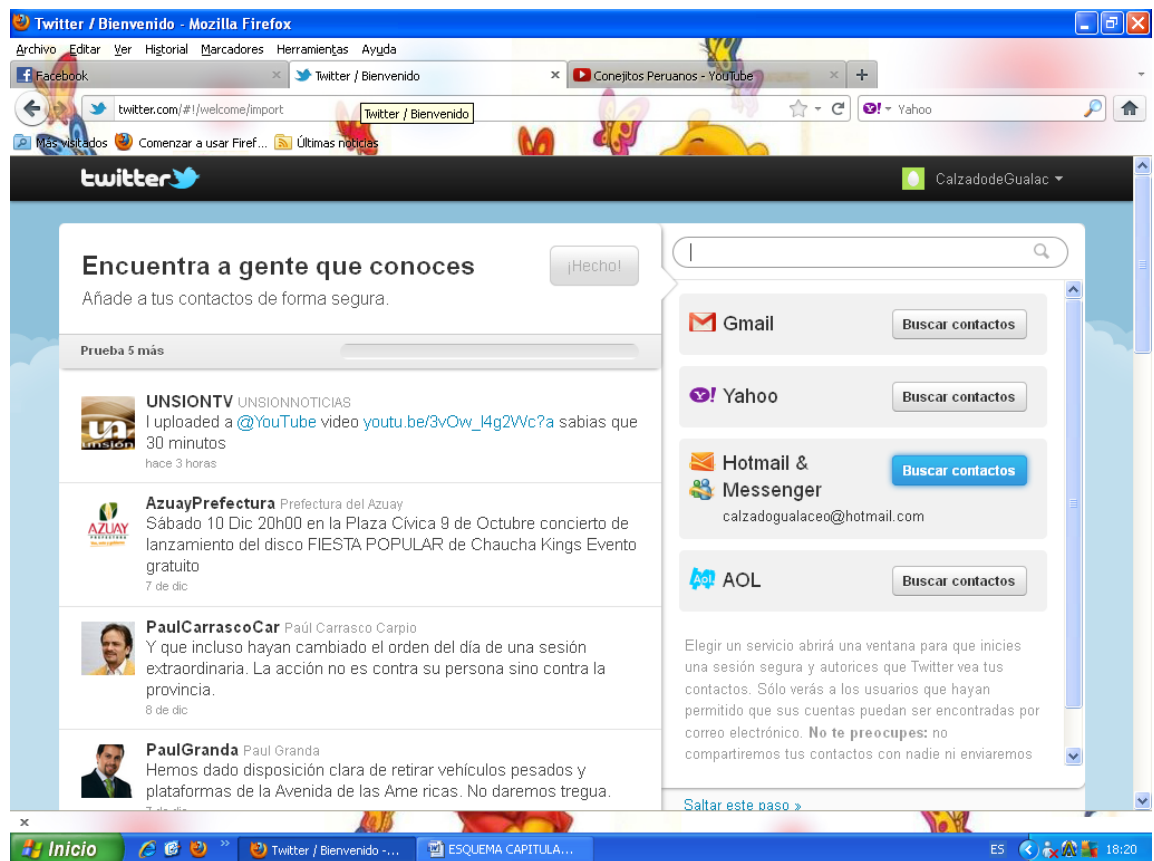 Twitter / Bienvenido - Mozilla Firefox
Archivo Editar Ver Historial Marcadores Herramientas Ayuda
Facebook
Twitter / Bienvenido
Conejitos Peruanos - YouTube
twitter.com/#!/welcome/import
Twitter / Bienvenido
Yahoo
Más visitados Comenzar a usar Firef... Últimas noticias
twitter
CalzadodeGualac
Encuentra a gente que conoces
¡Hecho!
Añade a tus contactos de forma segura.
Prueba 5 más
UNSIONTV UNSIONNOTICIAS
I uploaded a @YouTube video youtu.be/3vOw_l4g2Wc?a sabias que
30 minutos
hace 3 horas
unsión
AzuayPrefectura Prefectura del Azuay
Sábado 10 Dic 20h00 en la Plaza Cívica 9 de Octubre concierto de
lanzamiento del disco FIESTA POPULAR de Chaucha Kings Evento
gratuito
7 de dic
AZUAY
PaulCarrascoCar Paúl Carrasco Carpio
Y que incluso hayan cambiado el orden del día de una sesión
extraordinaria. La acción no es contra su persona sino contra la
provincia.
8 de dic
PaulGranda Paul Granda
Hemos dado disposición clara de retirar vehículos pesados y
plataformas de la Avenida de las Ame ricas. No daremos tregua.
7 de dic
Gmail
Buscar contactos
Yahoo
Buscar contactos
Hotmail &
Messenger
Buscar contactos
calzadogualaceo@hotmail.com
Aol.
AOL
Buscar contactos
Elegir un servicio abrirá una ventana para que inicies
una sesión segura y autorices que Twitter vea tus
contactos. Sólo verás a los usuarios que hayan
permitido que sus cuentas puedan ser encontradas por
correo electrónico. No te preocupes: no
compartiremos tus contactos con nadie ni enviaremos
Saltar este paso »
Inicio
Twitter / Bienvenido -...
ESQUEMA CAPITULA...
ES
18:20